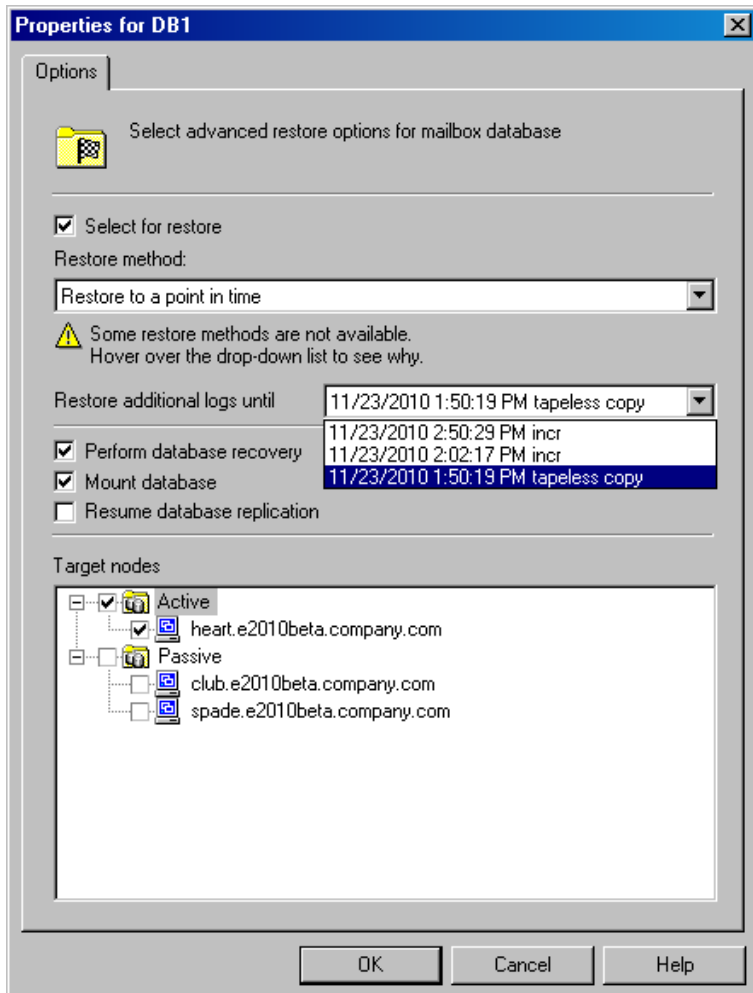 Properties for DB1
Options
Select advanced restore options for mailbox database
Select for restore
Restore method:
Restore to a point in time
Some restore methods are not available.
Hover over the drop-down list to see why.
Restore additional logs until
11/23/2010 1:50:19 PM tapeless copy
11/23/2010 2:50:29 PM incr
11/23/2010 2:02:17 PM incr
11/23/2010 1:50:19 PM tapeless copy
Perform database recovery
Mount database
Resume database replication
Target nodes
Active
heart.e2010beta.company.com
Passive
club.e2010beta.company.com
spade.e2010beta.company.com
OK
Cancel
Help